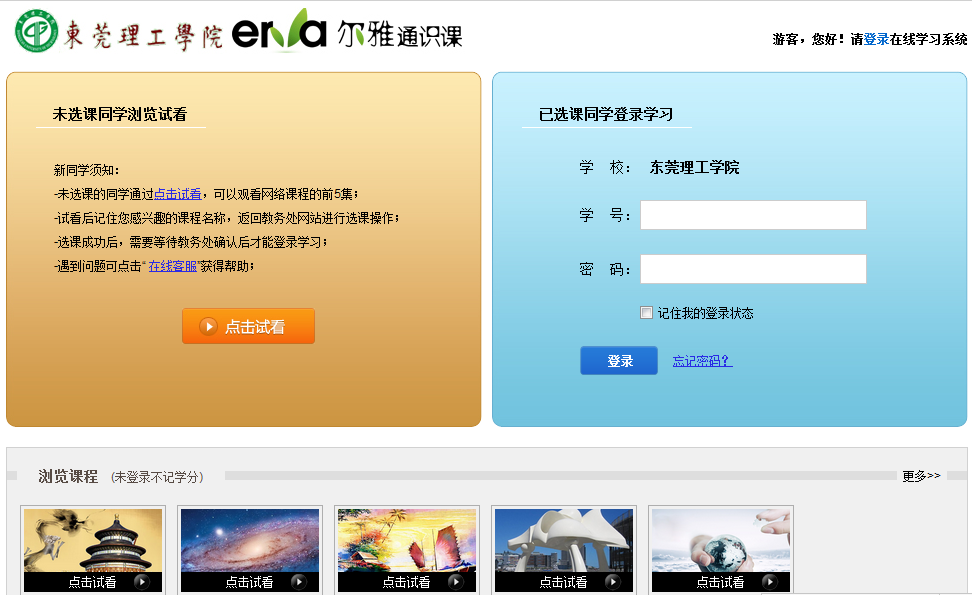 東莞理工學院 erya 尔雅通识课
游客，您好！请登录在线学习系统
未选课同学浏览试看
新同学须知：
-未选课的同学通过点击试看，可以观看网络课程的前5集；
-试看后记住您感兴趣的课程名称，返回教务处网站进行选课操作；
-选课成功后，需要等待教务处确认后才能登录学习；
-遇到问题可点击“在线客服”获得帮助；
点击试看
已选课同学登录学习
学 校： 东莞理工学院
学 号：
密 码：
记住我的登录状态
登录 忘记密码？
浏览课程 （未登录不记学分） 更多>>
点击试看 点击试看 点击试看 点击试看 点击试看